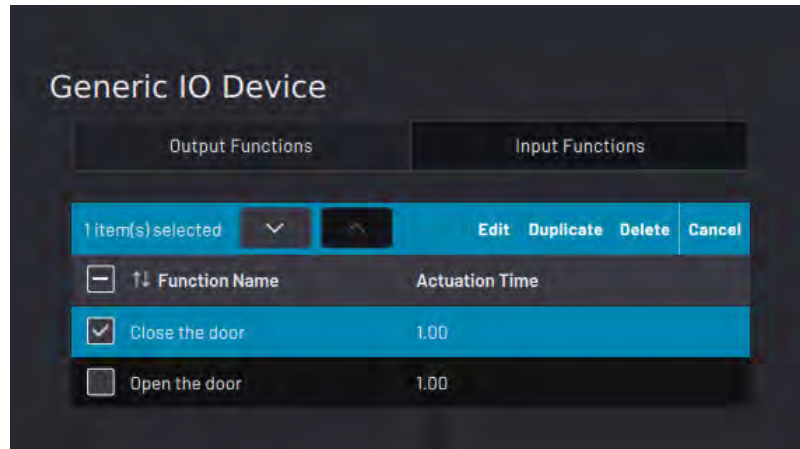 Generic IO Device
Output Functions Input Functions
1 item(s) selected Edit Duplicate Delete Cancel
Function Name Actuation Time
Close the door 1.00
Open the door 1.00